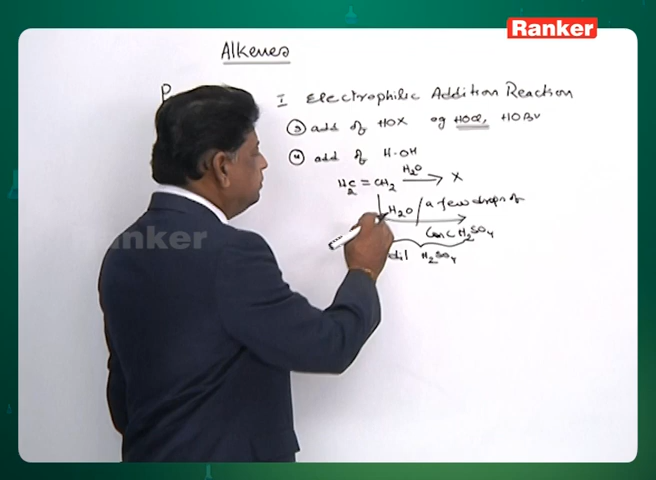 Ranker
Alkenes
P
I Electrophilic Addition Reaction
③ add of HOX eg HOCl, HOBr
④ add of H-OH
H₂C = CH₂ H₂O → X
H₂O / a few drops of
Conc H₂SO₄
dil H₂SO₄
anker